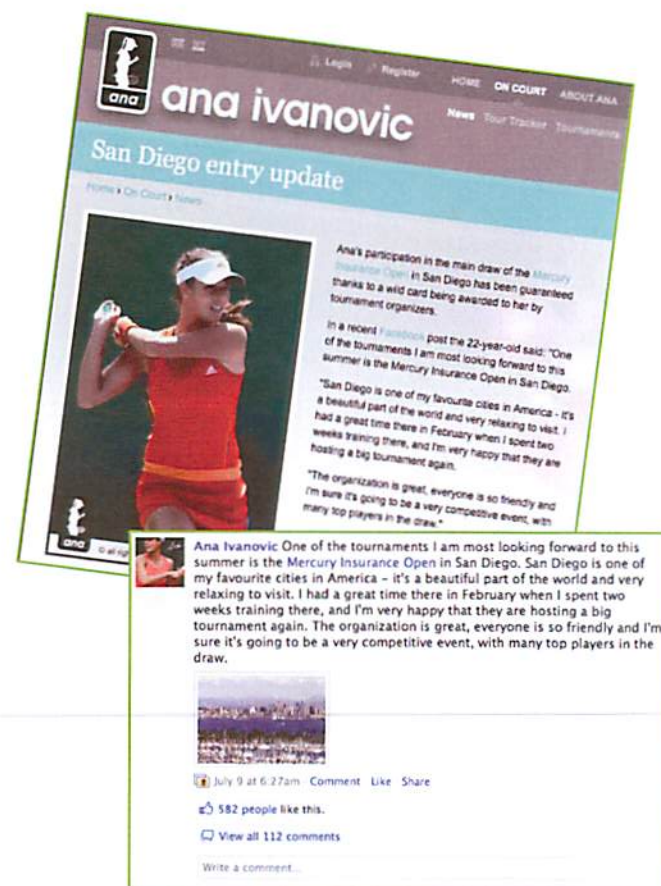 Login Register HOME ON COURT ABOUT ANA
ana
ana ivanovic
News Tour Tracker Tournaments
San Diego entry update
Home › On Court › News
Ana's participation in the main draw of the Mercury
Insurance Open in San Diego has been guaranteed
thanks to a wild card being awarded to her by
tournament organizers.
In a recent Facebook post the 22-year-old said: "One
of the tournaments I am most looking forward to this
summer is the Mercury Insurance Open in San Diego.
"San Diego is one of my favourite cities in America - it's
a beautiful part of the world and very relaxing to visit. I
had a great time there in February when I spent two
weeks training there, and I'm very happy that they are
hosting a big tournament again.
"The organization is great, everyone is so friendly and
I'm sure it's going to be a very competitive event, with
many top players in the draw."
ana
© all
Ana Ivanovic One of the tournaments I am most looking forward to this
summer is the Mercury Insurance Open in San Diego. San Diego is one of
my favourite cities in America – it's a beautiful part of the world and very
relaxing to visit. I had a great time there in February when I spent two
weeks training there, and I'm very happy that they are hosting a big
tournament again. The organization is great, everyone is so friendly and I'm
sure it's going to be a very competitive event, with many top players in the
draw.
July 9 at 6:27am Comment Like Share
582 people like this.
View all 112 comments
Write a comment...